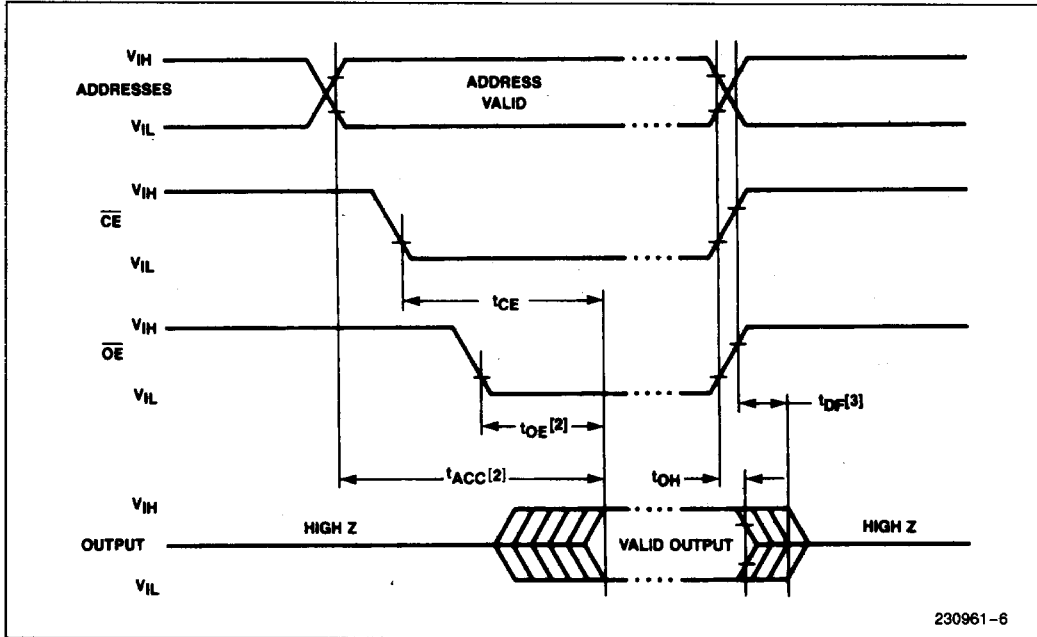 VIH
ADDRESSES
ADDRESS
VALID
VIL
VIH
CE
VIL
tCE
VIH
OE
VIL
tDF[3]
tOE[2]
tACC[2]
tOH
VIH
HIGH Z
OUTPUT
VALID OUTPUT
HIGH Z
VIL
230961-6